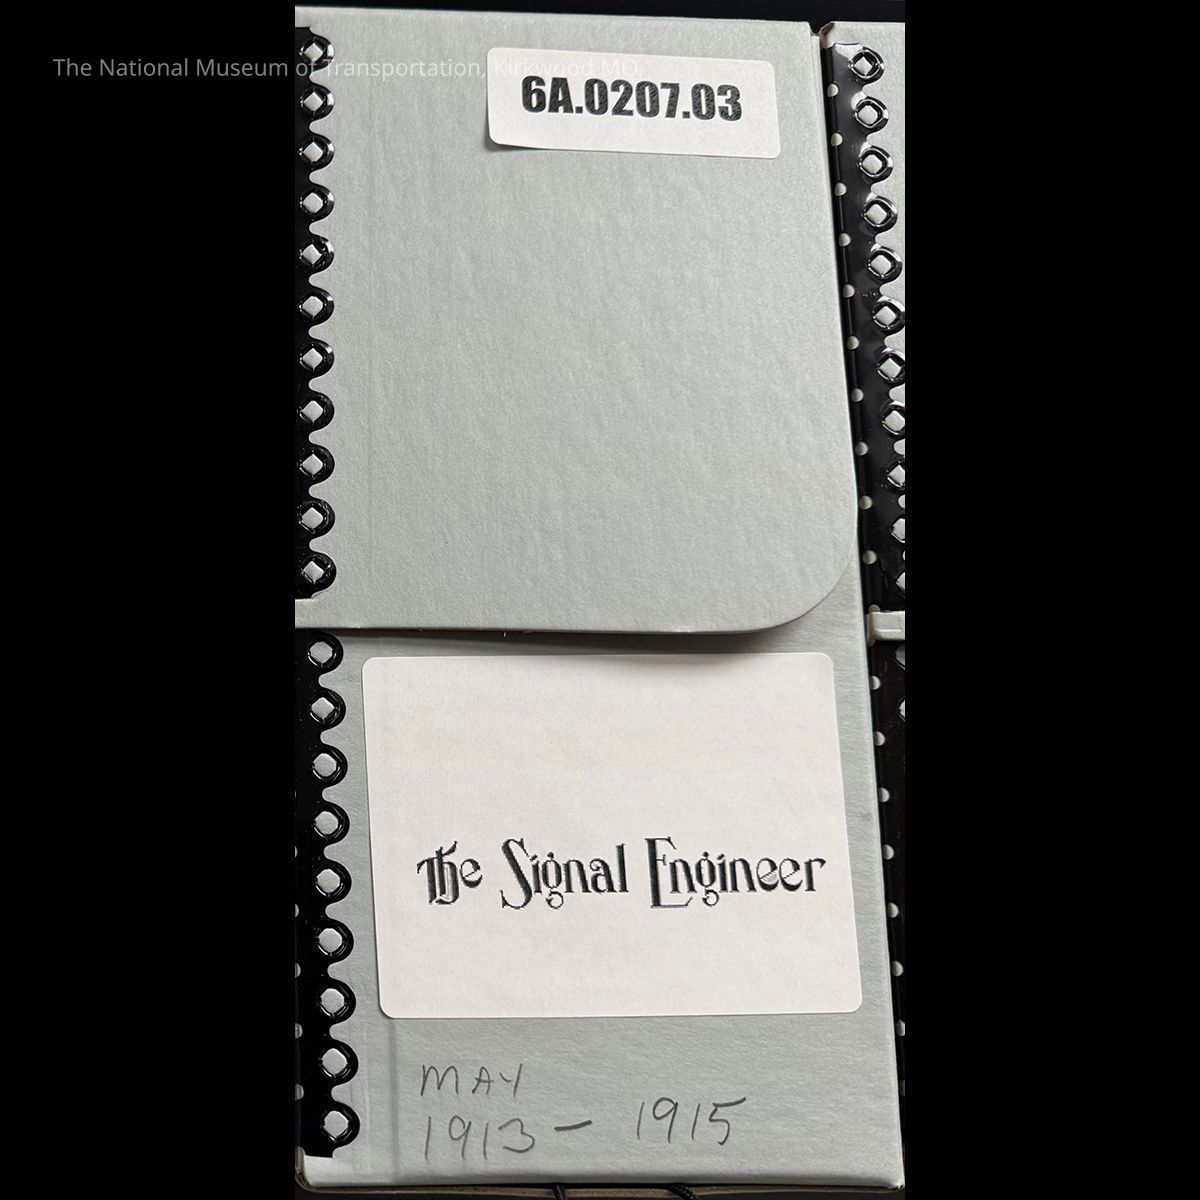 The National Museum of Transportation, Kirkwood MO
6A.0207.03
The Signal Engineer
MAY
1913 - 1915